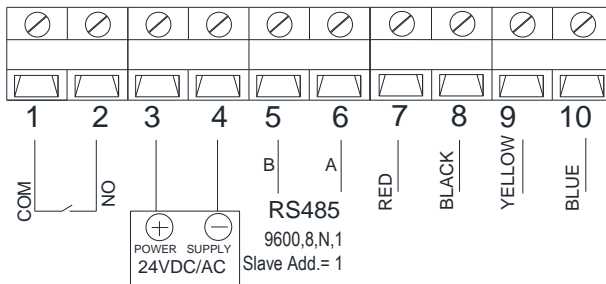 1 2 3 4 5 6 7 8 9 10
COM
NO
B
A
RED
BLACK
YELLOW
BLUE
+
−
POWER SUPPLY
24VDC/AC
RS485
9600,8,N,1
Slave Add.= 1